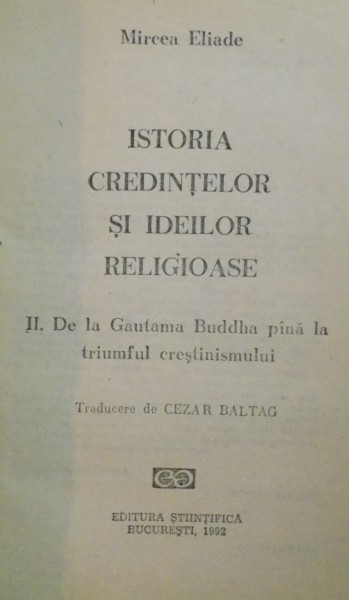 Mircea Eliade
ISTORIA
CREDINȚELOR
ȘI IDEILOR
RELIGIOASE
II. De la Gautama Buddha pînă la
triumful creștinismului
Traducere de CEZAR BALTAG
EDITURA ȘTIINȚIFICĂ
BUCUREȘTI, 1992